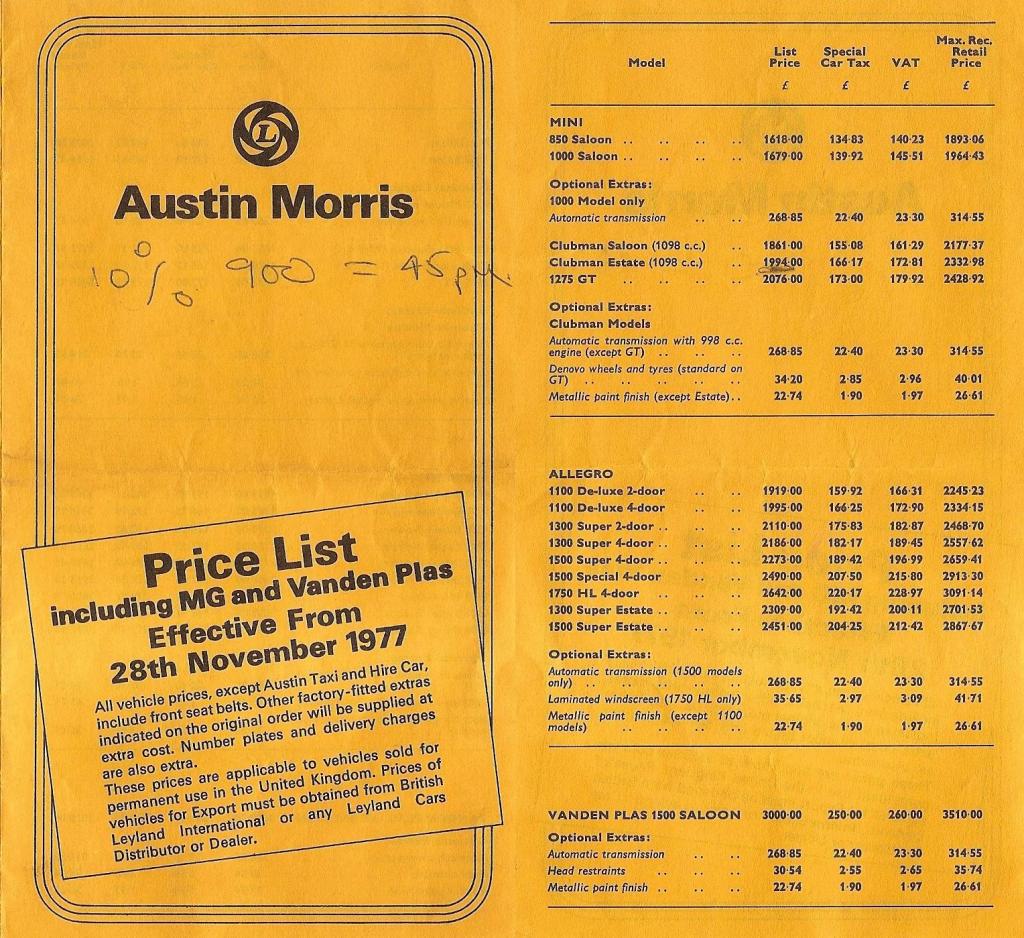 L
Austin Morris
10% 900 = 45 p.m.
Price List
including MG and Vanden Plas
Effective From
28th November 1977
All vehicle prices, except Austin Taxi and Hire Car,
include front seat belts. Other factory-fitted extras
indicated on the original order will be supplied at
extra cost. Number plates and delivery charges
are also extra.
These prices are applicable to vehicles sold for
permanent use in the United Kingdom. Prices of
vehicles for Export must be obtained from British
Leyland International or any Leyland Cars
Distributor or Dealer.
Model List Price Special Car Tax VAT Max. Rec. Retail Price
£ £ £ £
MINI
850 Saloon .. .. .. .. 1618·00 134·83 140·23 1893·06
1000 Saloon .. .. .. .. 1679·00 139·92 145·51 1964·43
Optional Extras:
1000 Model only
Automatic transmission .. .. 268·85 22·40 23·30 314·55
Clubman Saloon (1098 c.c.) .. 1861·00 155·08 161·29 2177·37
Clubman Estate (1098 c.c.) .. 1994·00 166·17 172·81 2332·98
1275 GT .. .. .. .. 2076·00 173·00 179·92 2428·92
Optional Extras:
Clubman Models
Automatic transmission with 998 c.c.
engine (except GT) .. .. .. 268·85 22·40 23·30 314·55
Denovo wheels and tyres (standard on
GT) .. .. .. .. .. 34·20 2·85 2·96 40·01
Metallic paint finish (except Estate).. 22·74 1·90 1·97 26·61
ALLEGRO
1100 De-luxe 2-door .. .. 1919·00 159·92 166·31 2245·23
1100 De-luxe 4-door .. .. 1995·00 166·25 172·90 2334·15
1300 Super 2-door .. .. .. 2110·00 175·83 182·87 2468·70
1300 Super 4-door .. .. .. 2186·00 182·17 189·45 2557·62
1500 Super 4-door .. .. .. 2273·00 189·42 196·99 2659·41
1500 Special 4-door .. .. 2490·00 207·50 215·80 2913·30
1750 HL 4-door .. .. .. 2642·00 220·17 228·97 3091·14
1300 Super Estate .. .. .. 2309·00 192·42 200·11 2701·53
1500 Super Estate .. .. .. 2451·00 204·25 212·42 2867·67
Optional Extras:
Automatic transmission (1500 models
only) .. .. .. .. .. 268·85 22·40 23·30 314·55
Laminated windscreen (1750 HL only) 35·65 2·97 3·09 41·71
Metallic paint finish (except 1100
models) .. .. .. .. 22·74 1·90 1·97 26·61
VANDEN PLAS 1500 SALOON 3000·00 250·00 260·00 3510·00
Optional Extras:
Automatic transmission .. .. 268·85 22·40 23·30 314·55
Head restraints .. .. .. 30·54 2·55 2·65 35·74
Metallic paint finish .. .. .. 22·74 1·90 1·97 26·61